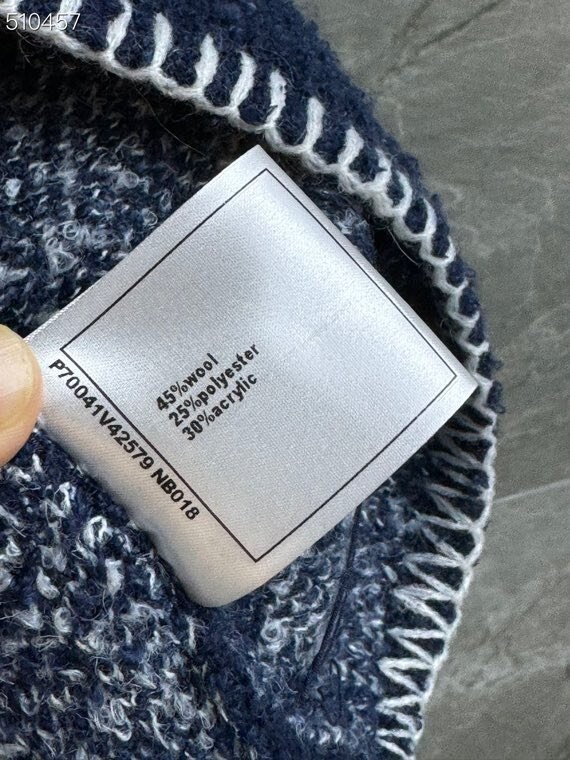 510457
45%wool
25%polyester
30%acrylic
P70041V42579 NB018